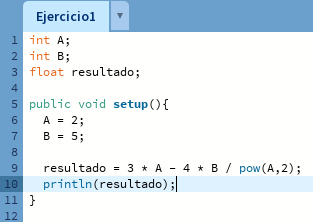 Ejercicio1 ▼
1 int A;
2 int B;
3 float resultado;
4
5 public void setup(){
6   A = 2;
7   B = 5;
8
9   resultado = 3 * A - 4 * B / pow(A,2);
10   println(resultado);
11 }
12